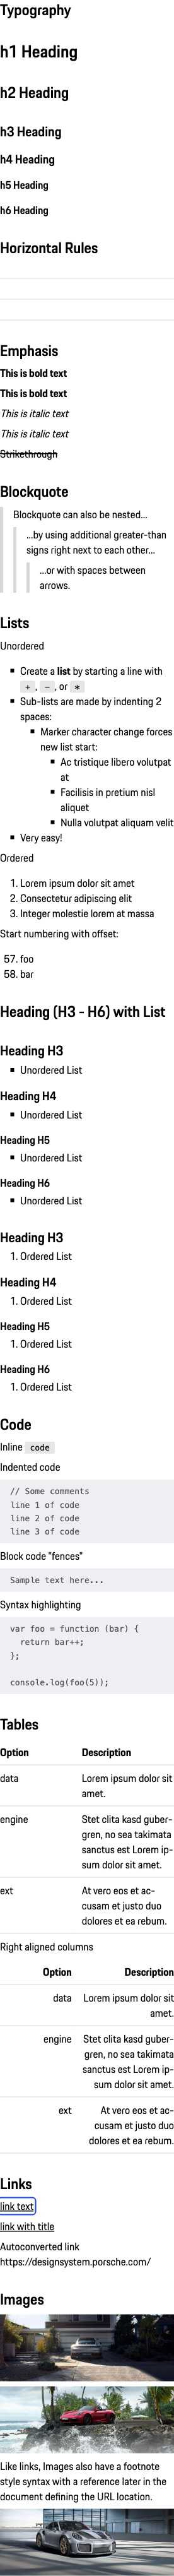 Typography
h1 Heading
h2 Heading
h3 Heading
h4 Heading
h5 Heading
h6 Heading
Horizontal Rules
Emphasis
This is bold text
This is bold text
This is italic text
This is italic text
Strikethrough
Blockquote
Blockquote can also be nested...
...by using additional greater-than
signs right next to each other...
...or with spaces between
arrows.
Lists
Unordered
Create a list by starting a line with
+, -, or *
Sub-lists are made by indenting 2
spaces:
Marker character change forces
new list start:
Ac tristique libero volutpat
at
Facilisis in pretium nisl
aliquet
Nulla volutpat aliquam velit
Very easy!
Ordered
1. Lorem ipsum dolor sit amet
2. Consectetur adipiscing elit
3. Integer molestie lorem at massa
Start numbering with offset:
57. foo
58. bar
Heading (H3 - H6) with List
Heading H3
Unordered List
Heading H4
Unordered List
Heading H5
Unordered List
Heading H6
Unordered List
Heading H3
1. Ordered List
Heading H4
1. Ordered List
Heading H5
1. Ordered List
Heading H6
1. Ordered List
Code
Inline code
Indented code
// Some comments
line 1 of code
line 2 of code
line 3 of code
Block code "fences"
Sample text here...
Syntax highlighting
var foo = function (bar) {
return bar++;
};
console.log(foo(5));
Tables
Option Description
data Lorem ipsum dolor sit
amet.
engine Stet clita kasd guber-
gren, no sea takimata
sanctus est Lorem ip-
sum dolor sit amet.
ext At vero eos et ac-
cusam et justo duo
dolores et ea rebum.
Right aligned columns
Option Description
data Lorem ipsum dolor sit
amet.
engine Stet clita kasd guber-
gren, no sea takimata
sanctus est Lorem ip-
sum dolor sit amet.
ext At vero eos et ac-
cusam et justo duo
dolores et ea rebum.
Links
link text
link with title
Autoconverted link
https://designsystem.porsche.com/
Images
Like links, Images also have a footnote
style syntax with a reference later in the
document defining the URL location.